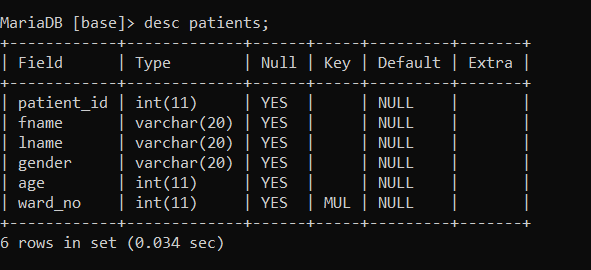 MariaDB [base]> desc patients;
+------------+-------------+------+-----+---------+-------+
| Field      | Type        | Null | Key | Default | Extra |
+------------+-------------+------+-----+---------+-------+
| patient_id | int(11)     | YES  |     | NULL    |       |
| fname      | varchar(20) | YES  |     | NULL    |       |
| lname      | varchar(20) | YES  |     | NULL    |       |
| gender     | varchar(20) | YES  |     | NULL    |       |
| age        | int(11)     | YES  |     | NULL    |       |
| ward_no    | int(11)     | YES  | MUL | NULL    |       |
+------------+-------------+------+-----+---------+-------+
6 rows in set (0.034 sec)